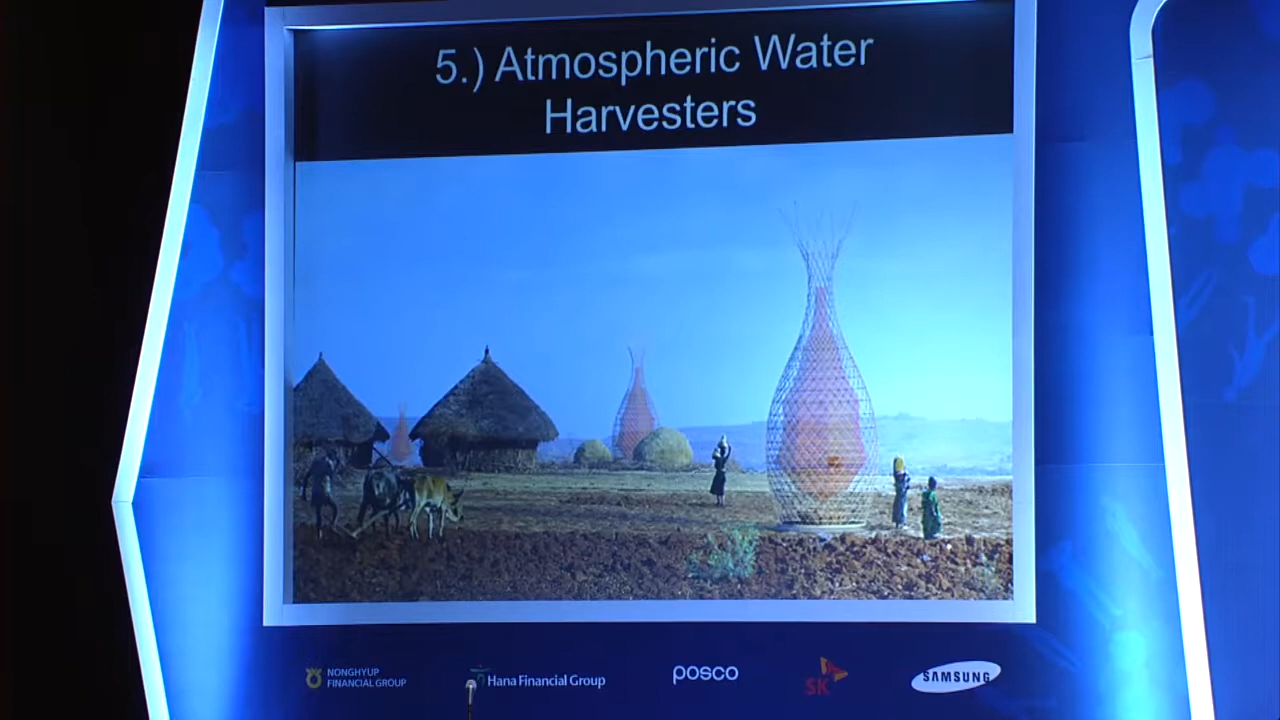 5.) Atmospheric Water
Harvesters
NONGHYUP
FINANCIAL GROUP
Hana Financial Group
posco
SK
SAMSUNG